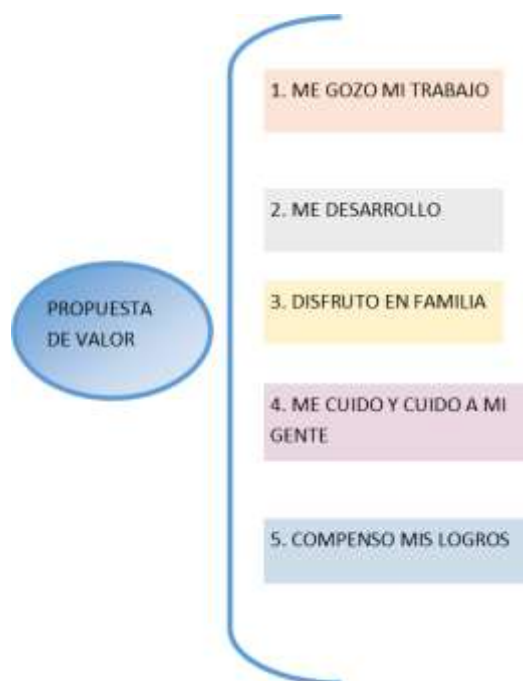 1. ME GOZO MI TRABAJO
2. ME DESARROLLO
PROPUESTA
DE VALOR
3. DISFRUTO EN FAMILIA
4. ME CUIDO Y CUIDO A MI
GENTE
5. COMPENSO MIS LOGROS